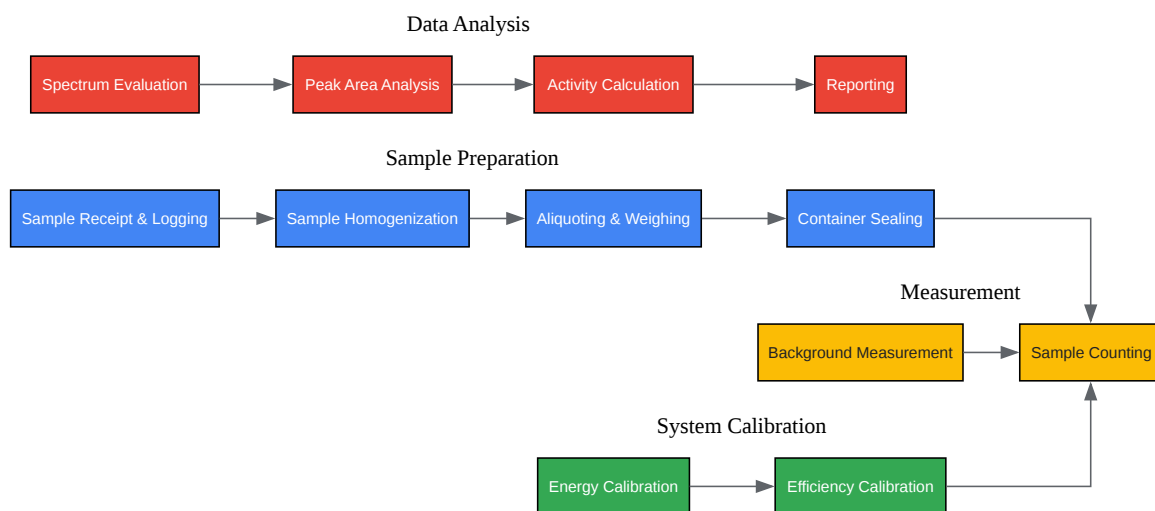 Data Analysis
Spectrum Evaluation
Peak Area Analysis
Activity Calculation
Reporting
Sample Preparation
Sample Receipt & Logging
Sample Homogenization
Aliquoting & Weighing
Container Sealing
Measurement
Background Measurement
Sample Counting
System Calibration
Energy Calibration
Efficiency Calibration